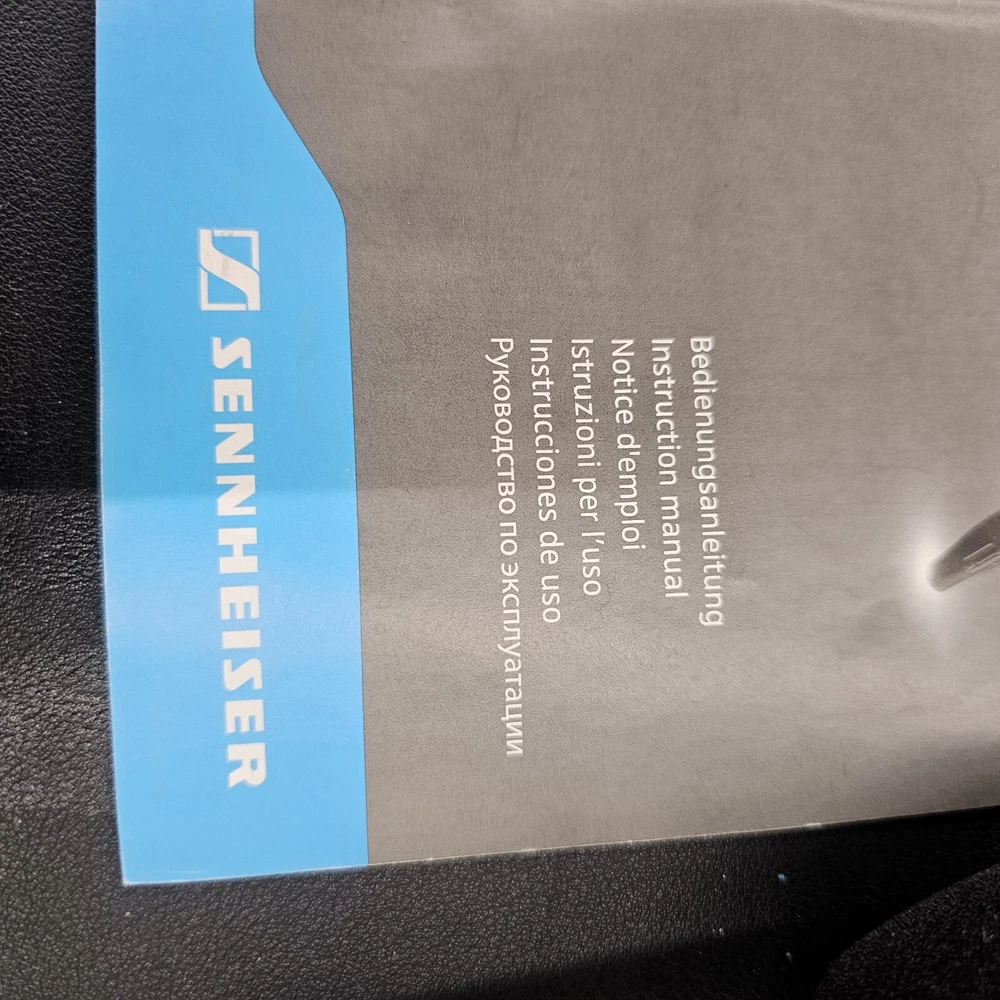 Bedienungsanleitung
Instruction manual
Notice d'emploi
Istruzioni per l’uso
Instrucciones de uso
Руководство по эксплуатации
SENNHEISER